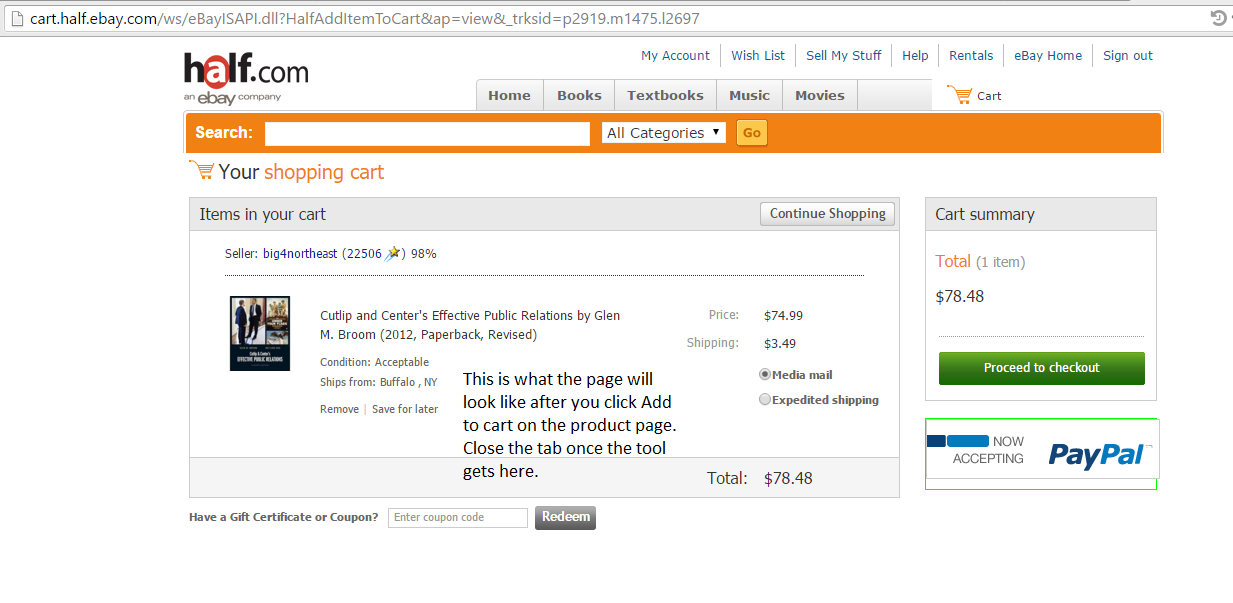 cart.half.ebay.com/ws/eBayISAPI.dll?HalfAddItemToCart&ap=view&_trksid=p2919.m1475.l2697
half.com
an ebay company
My Account
Wish List
Sell My Stuff
Help
Rentals
eBay Home
Sign out
Home
Books
Textbooks
Music
Movies
Cart
Search:
All Categories
Go
Your shopping cart
Items in your cart
Continue Shopping
Seller: big4northeast (22506 ) 98%
Cutlip and Center's Effective Public Relations by Glen
M. Broom (2012, Paperback, Revised)
Condition: Acceptable
Ships from: Buffalo , NY
Remove | Save for later
Price: $74.99
Shipping: $3.49
Media mail
Expedited shipping
This is what the page will
look like after you click Add
to cart on the product page.
Close the tab once the tool
gets here.
Total: $78.48
Have a Gift Certificate or Coupon?
Enter coupon code
Redeem
Cart summary
Total (1 item)
$78.48
Proceed to checkout
NOW
ACCEPTING
PayPal